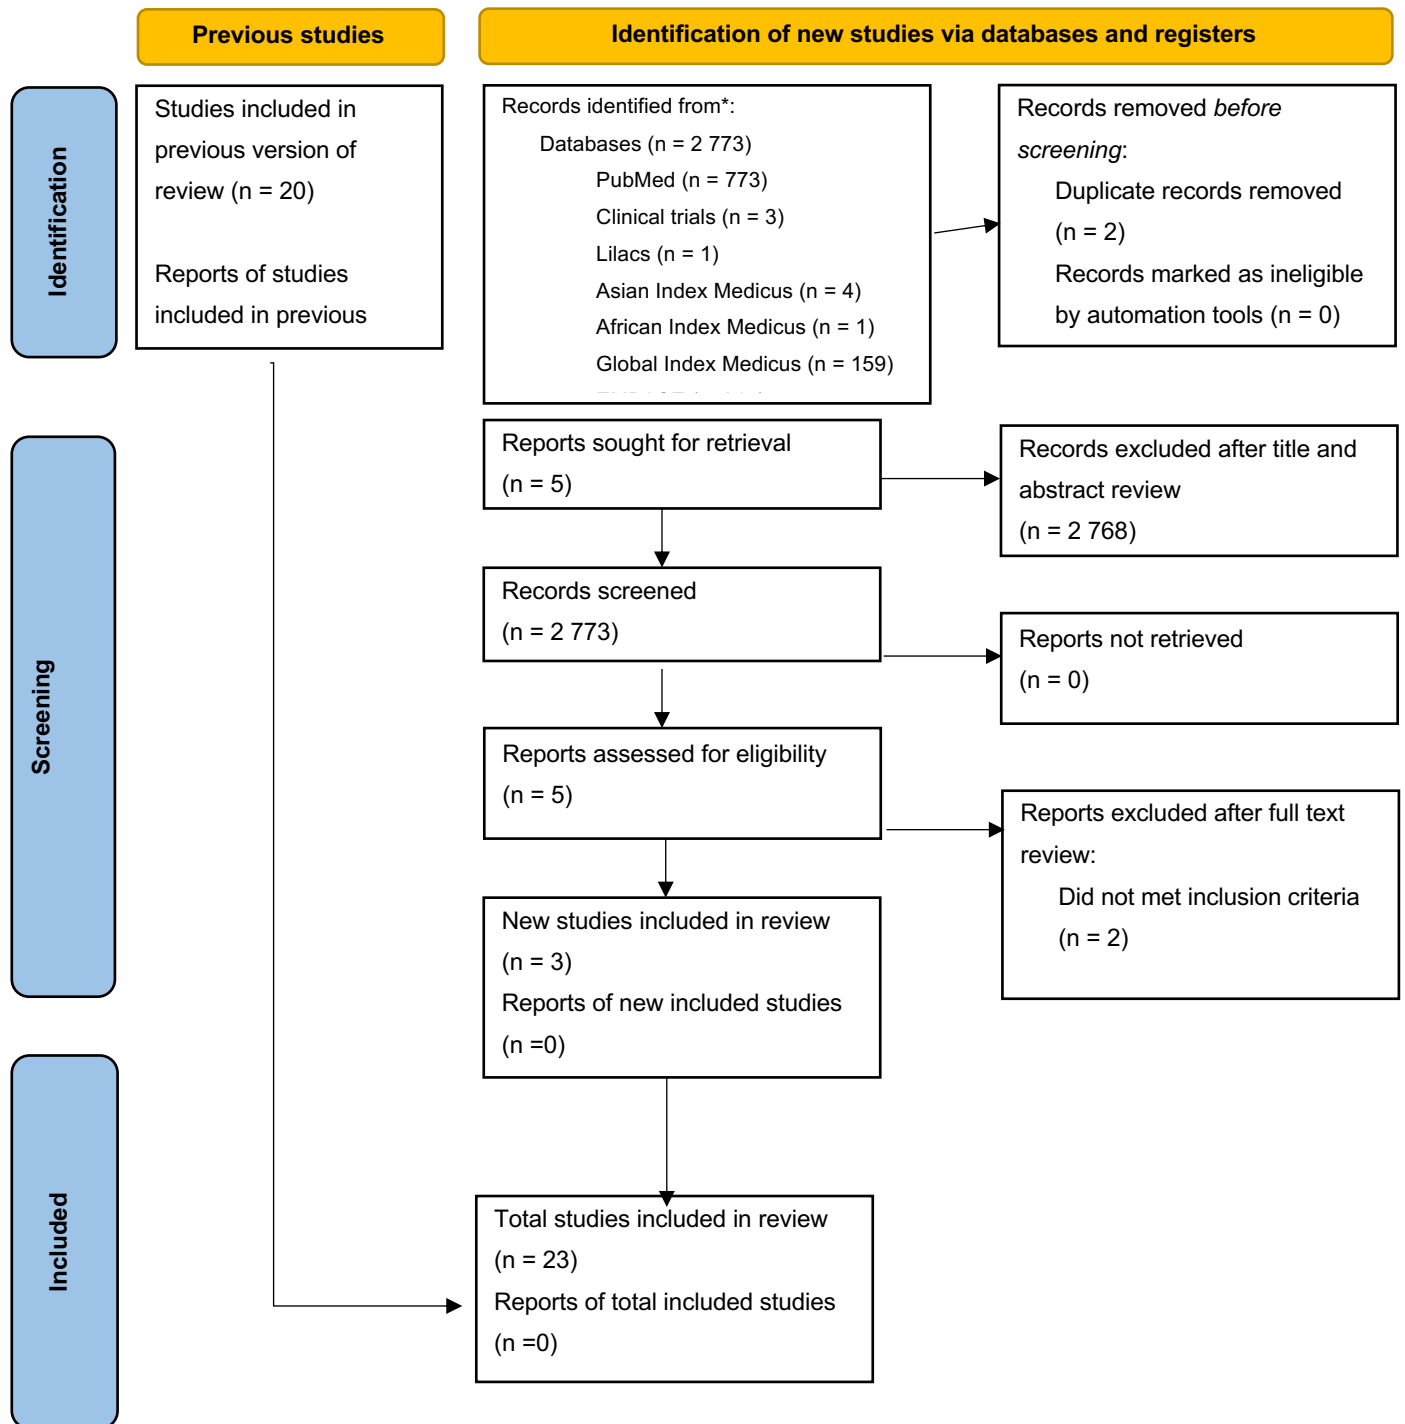 Previous studies
Identification of new studies via databases and registers
Identification
Studies included in
previous version of
review (n = 20)
Reports of studies
included in previous
Records identified from*:
Databases (n = 2 773)
PubMed (n = 773)
Clinical trials (n = 3)
Lilacs (n = 1)
Asian Index Medicus (n = 4)
African Index Medicus (n = 1)
Global Index Medicus (n = 159)
Records removed before
screening:
Duplicate records removed
(n = 2)
Records marked as ineligible
by automation tools (n = 0)
Screening
Reports sought for retrieval
(n = 5)
Records excluded after title and
abstract review
(n = 2 768)
Records screened
(n = 2 773)
Reports not retrieved
(n = 0)
Reports assessed for eligibility
(n = 5)
Reports excluded after full text
review:
Did not met inclusion criteria
(n = 2)
New studies included in review
(n = 3)
Reports of new included studies
(n =0)
Included
Total studies included in review
(n = 23)
Reports of total included studies
(n =0)